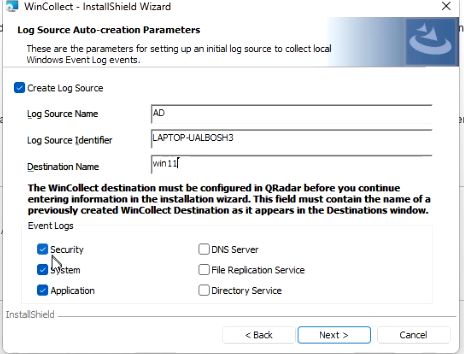 WinCollect - InstallShield Wizard
Log Source Auto-creation Parameters
These are the parameters for setting up an initial log source to collect local
Windows Event Log events.
Create Log Source
Log Source Name
AD
Log Source Identifier
LAPTOP-UALBOSH3
Destination Name
win11
The WinCollect destination must be configured in QRadar before you continue
entering information in the installation wizard. This field must contain the name of a
previously created WinCollect Destination as it appears in the Destinations window.
Event Logs
Security
DNS Server
System
File Replication Service
Application
Directory Service
InstallShield
< Back
Next >
Cancel